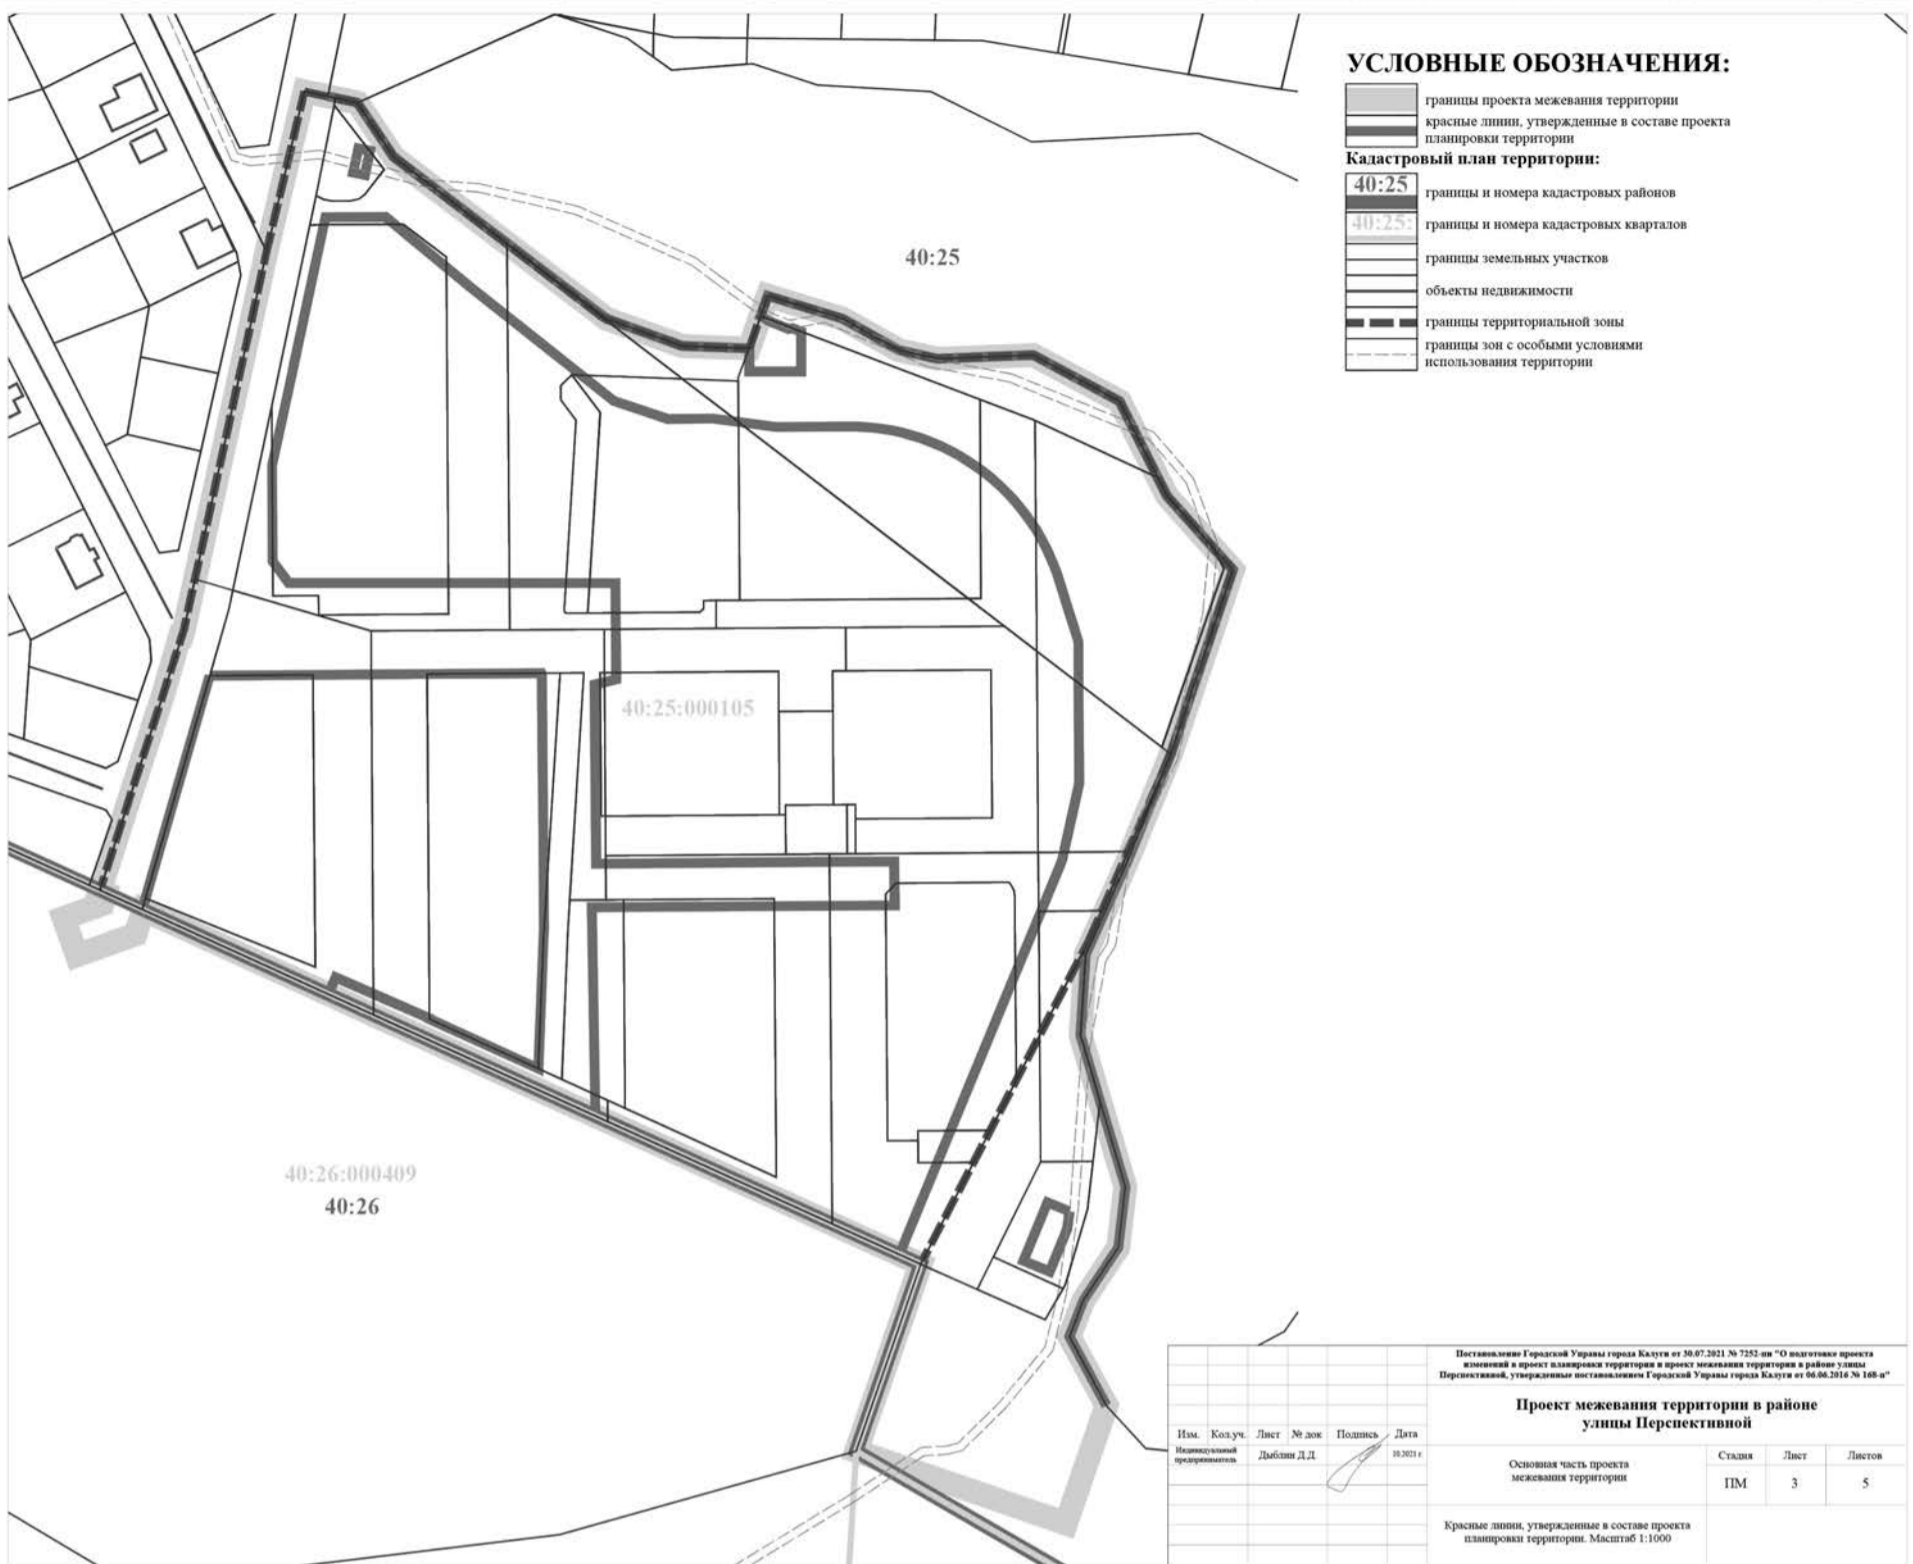 УСЛОВНЫЕ ОБОЗНАЧЕНИЯ:
границы проекта межевания территории
красные линии, утвержденные в составе проекта
планировки территории
Кадастровый план территории:
40:25
границы и номера кадастровых районов
40:25:
границы и номера кадастровых кварталов
границы земельных участков
объекты недвижимости
границы территориальной зоны
границы зон с особыми условиями
использования территории
40:25
40:25:000105
40:26:000409
40:26
Постановление Городской Управы города Калуги от 30.07.2021 № 7252-пи "О подготовке проекта
изменений в проект планировки территории и проект межевания территории в районе улицы
Перспективной, утвержденные постановлением Городской Управы города Калуги от 06.06.2016 № 168-п"
Проект межевания территории в районе
улицы Перспективной
Изм. Кол.уч. Лист № док Подпись Дата
Индивидуальный
предприниматель
Дыблин Д.Д.
10.2021 г
Основная часть проекта
межевания территории
Стадия Лист Листов
ПМ 3 5
Красные линии, утвержденные в составе проекта
планировки территории. Масштаб 1:1000